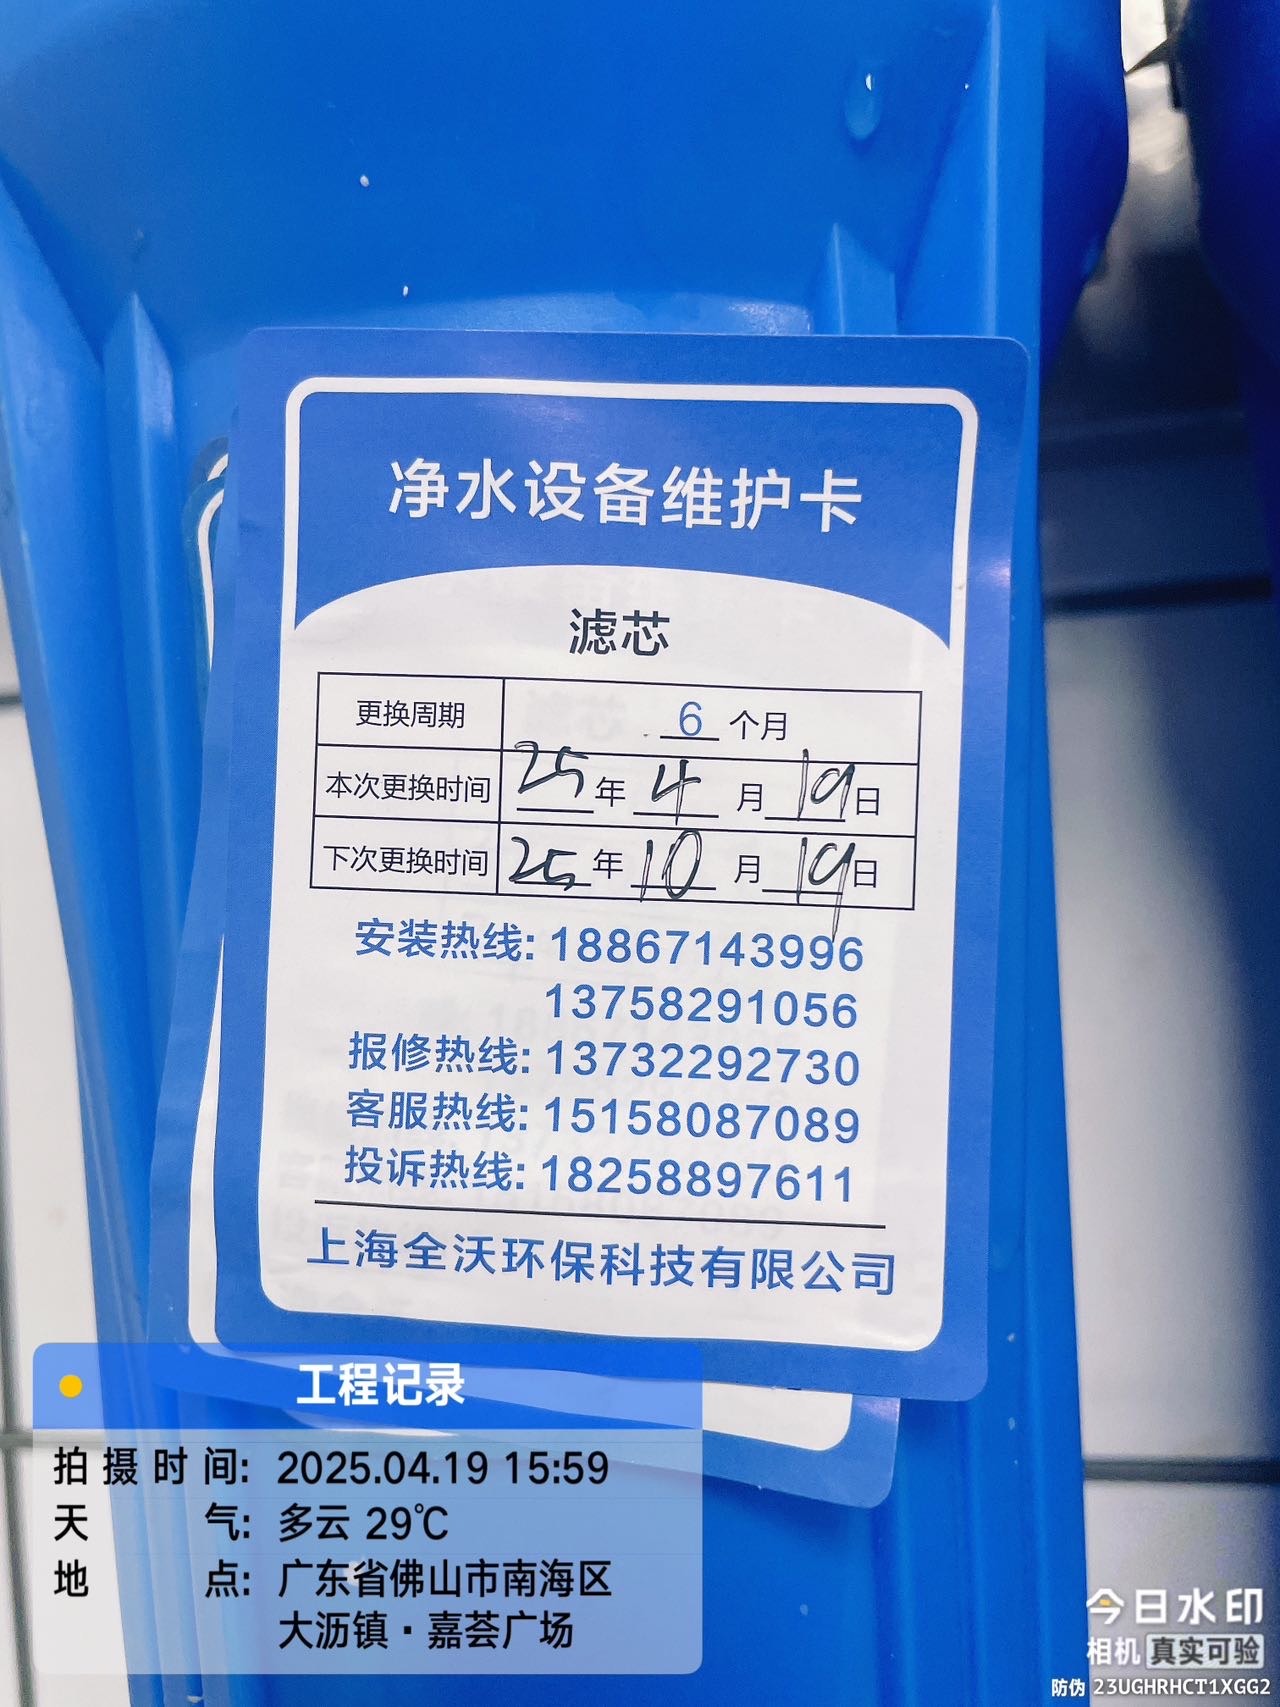 净水设备维护卡
滤芯
更换周期 6 个月
本次更换时间 25 年 4 月 19 日
下次更换时间 25 年 10 月 19 日
安装热线: 18867143996
13758291056
报修热线: 13732292730
客服热线: 15158087089
投诉热线: 18258897611
上海全沃环保科技有限公司
工程记录
拍摄时间: 2025.04.19 15:59
天气: 多云 29℃
地点: 广东省佛山市南海区
大沥镇·嘉荟广场
今日水印
相机 真实可验
防伪 23UGHRHCT1XGG2